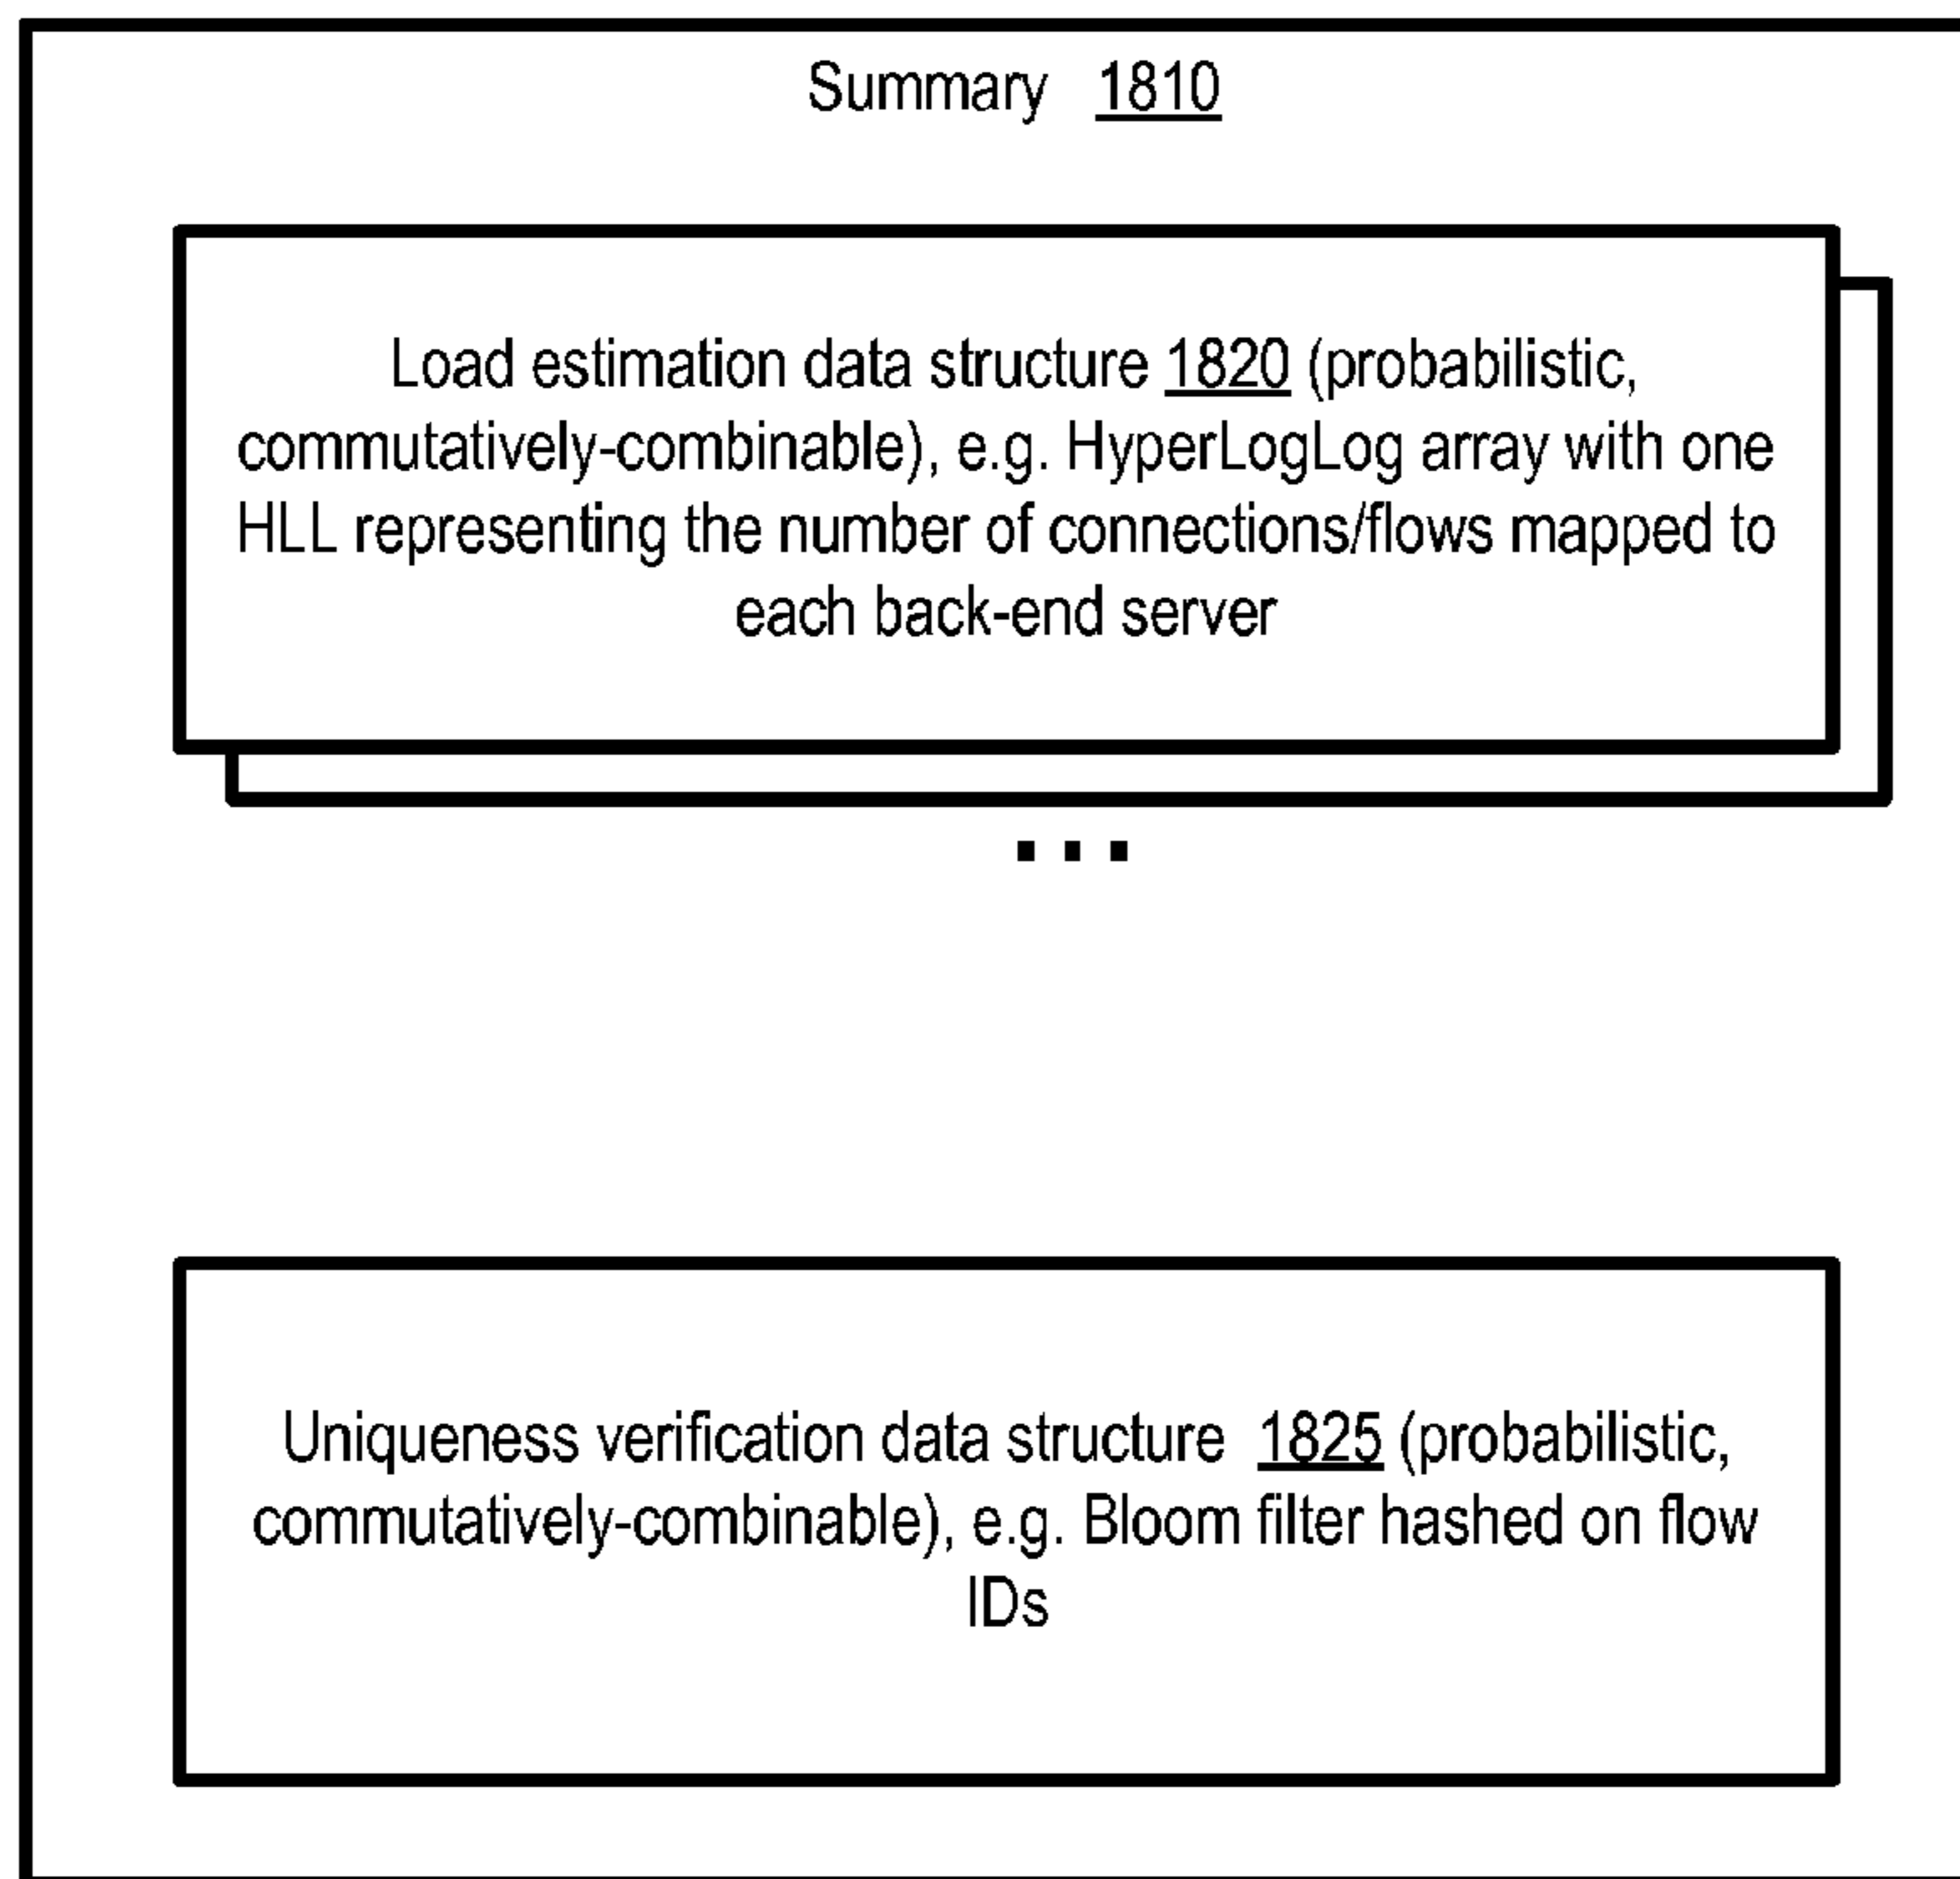 Summary 1810
Load estimation data structure 1820 (probabilistic,
commutatively-combinable), e.g. HyperLogLog array with one
HLL representing the number of connections/flows mapped to
each back-end server
...
Uniqueness verification data structure 1825 (probabilistic,
commutatively-combinable), e.g. Bloom filter hashed on flow
IDs